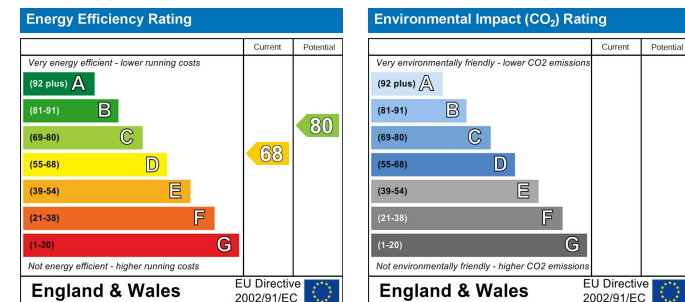 Energy Efficiency Rating
Current Potential
Very energy efficient - lower running costs
(92 plus) A
(81-91) B
(69-80) C
(55-68) D
(39-54) E
(21-38) F
(1-20) G
68
80
Not energy efficient - higher running costs
England & Wales
EU Directive
2002/91/EC
Environmental Impact (CO₂) Rating
Current Potential
Very environmentally friendly - lower CO2 emissions
(92 plus) A
(81-91) B
(69-80) C
(55-68) D
(39-54) E
(21-38) F
(1-20) G
Not environmentally friendly - higher CO2 emissions
England & Wales
EU Directive
2002/91/EC